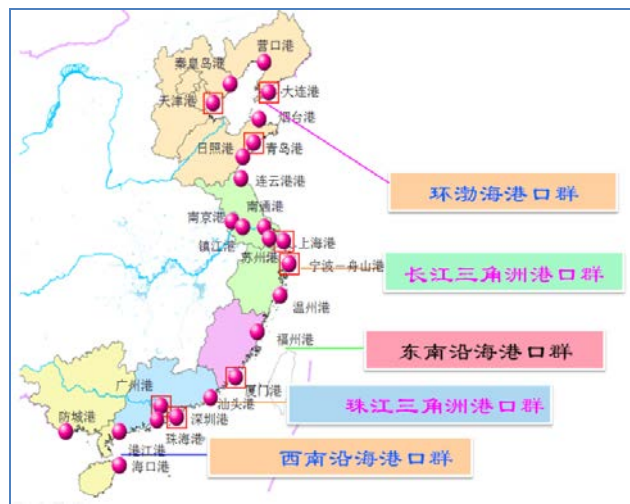 营口港
秦皇岛港
大连港
天津港
烟台港
青岛港
日照港
连云港港
环渤海港口群
南通港
南京港
上海港
镇江港
苏州港
宁波－舟山港
长江三角洲港口群
温州港
福州港
东南沿海港口群
厦门港
广州港
汕头港
珠江三角洲港口群
深圳港
防城港
珠海港
港江港
海口港
西南沿海港口群